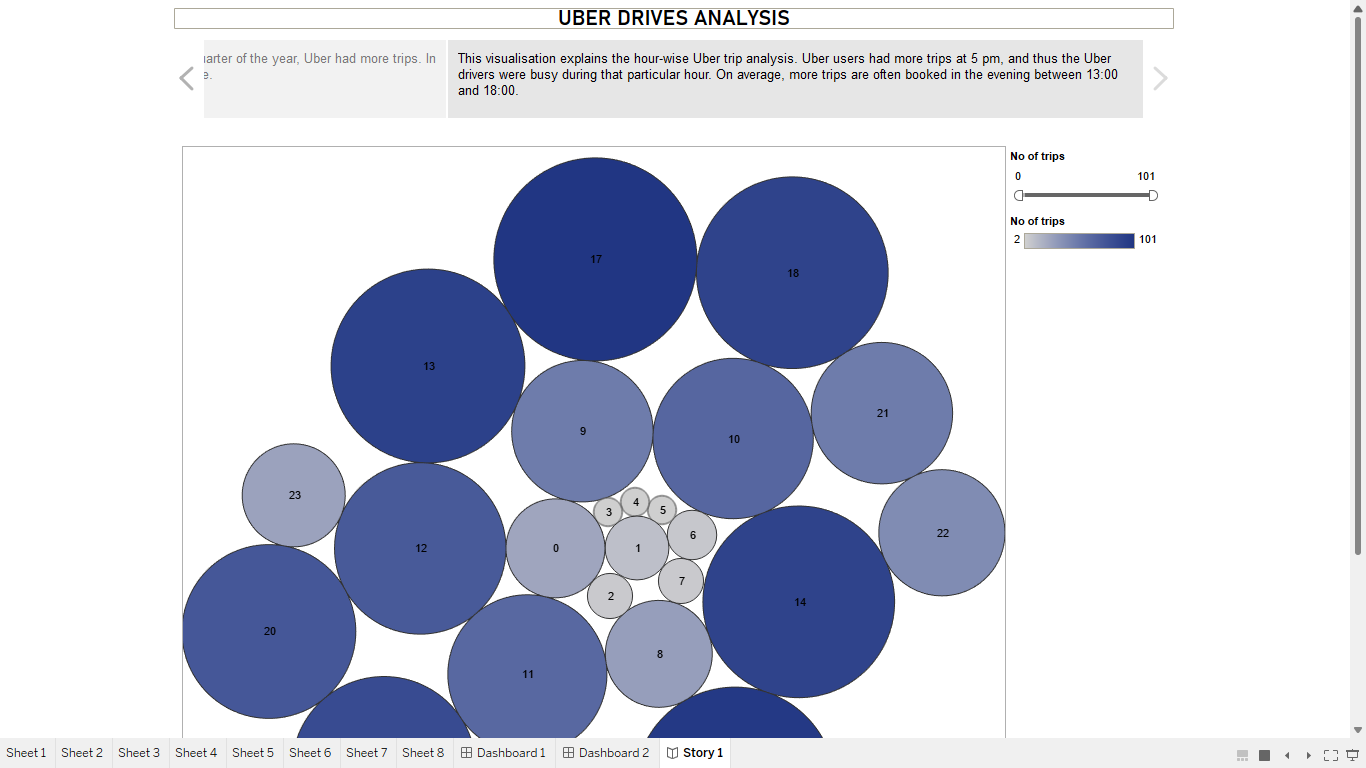 UBER DRIVES ANALYSIS
arter of the year, Uber had more trips. In
e.
This visualisation explains the hour-wise Uber trip analysis. Uber users had more trips at 5 pm, and thus the Uber
drivers were busy during that particular hour. On average, more trips are often booked in the evening between 13:00
and 18:00.
No of trips
0 101
No of trips
2 101
17
18
13
21
9
10
23
4
3
5
22
6
12
0
1
7
2
14
20
8
11
Sheet 1 Sheet 2 Sheet 3 Sheet 4 Sheet 5 Sheet 6 Sheet 7 Sheet 8 Dashboard 1 Dashboard 2 Story 1